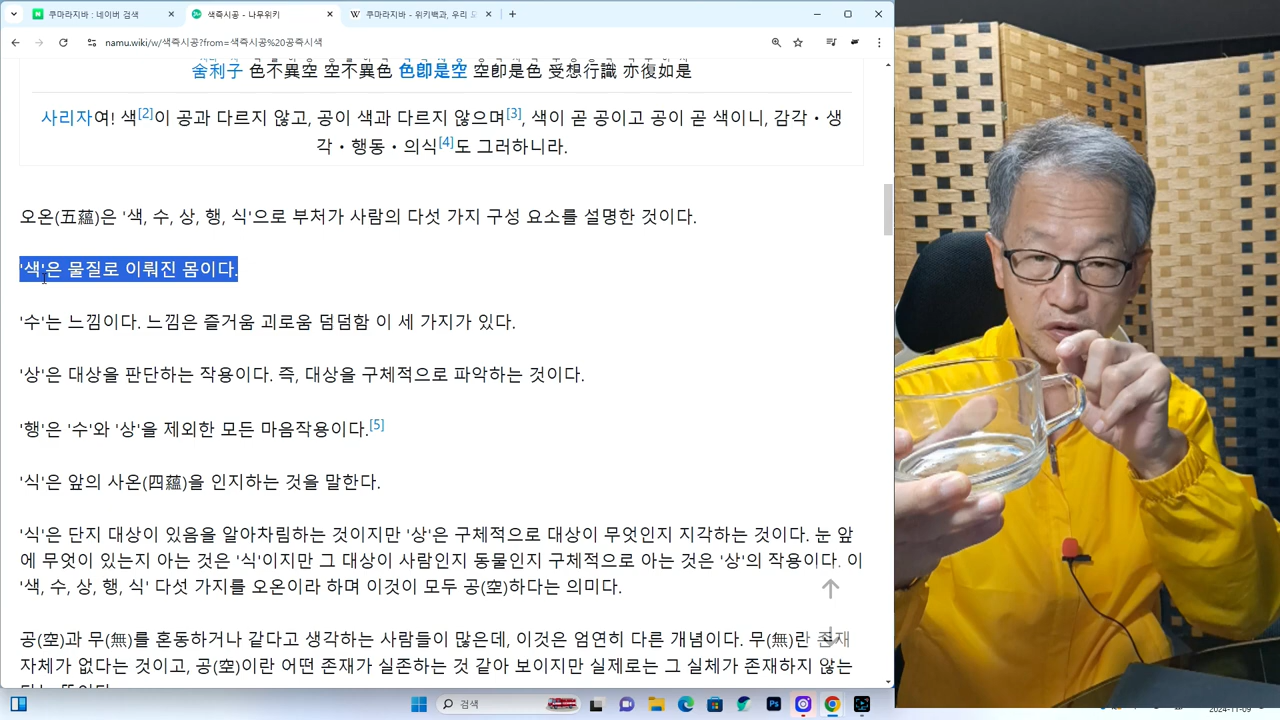 쿠마라지바 : 네이버 검색
색즉시공 - 나무위키
쿠마라지바 - 위키백과, 우리 모
namu.wiki/w/색즉시공?from=색즉시공%20공즉시색
舍利子 色不異空 空不異色 色卽是空 空卽是色 受想行識 亦復如是
사리자여! 색[2]이 공과 다르지 않고, 공이 색과 다르지 않으며[3], 색이 곧 공이고 공이 곧 색이니, 감각・생
각・행동・의식[4]도 그러하니라.
오온(五蘊)은 '색, 수, 상, 행, 식'으로 부처가 사람의 다섯 가지 구성 요소를 설명한 것이다.
'색'은 물질로 이뤄진 몸이다.
'수'는 느낌이다. 느낌은 즐거움 괴로움 덤덤함 이 세 가지가 있다.
'상'은 대상을 판단하는 작용이다. 즉, 대상을 구체적으로 파악하는 것이다.
'행'은 '수'와 '상'을 제외한 모든 마음작용이다.[5]
'식'은 앞의 사온(四蘊)을 인지하는 것을 말한다.
'식'은 단지 대상이 있음을 알아차림하는 것이지만 '상'은 구체적으로 대상이 무엇인지 지각하는 것이다. 눈 앞
에 무엇이 있는지 아는 것은 '식'이지만 그 대상이 사람인지 동물인지 구체적으로 아는 것은 '상'의 작용이다. 이
'색, 수, 상, 행, 식' 다섯 가지를 오온이라 하며 이것이 모두 공(空)하다는 의미다.
공(空)과 무(無)를 혼동하거나 같다고 생각하는 사람들이 많은데, 이것은 엄연히 다른 개념이다. 무(無)란 존재
자체가 없다는 것이고, 공(空)이란 어떤 존재가 실존하는 것 같아 보이지만 실제로는 그 실체가 존재하지 않는
검색
2024-11-09